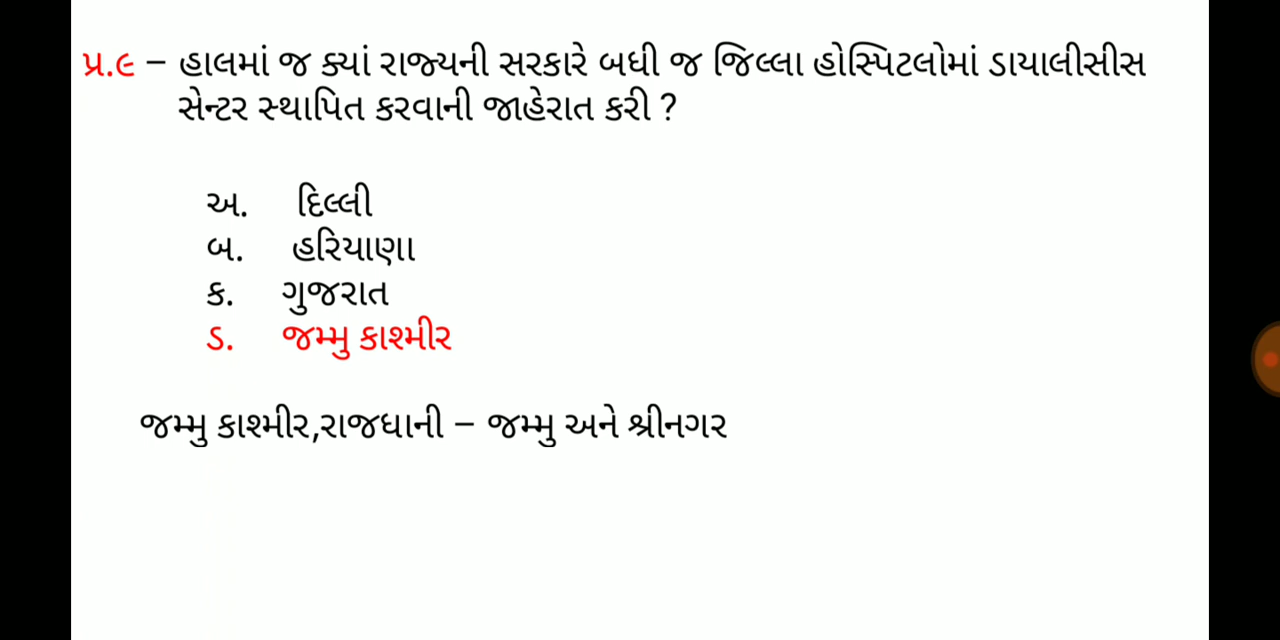 પ્ર.૯ – હાલમાં જ ક્યાં રાજ્યની સરકારે બધી જ જિલ્લા હોસ્પિટલોમાં ડાયાલીસીસ
સેન્ટર સ્થાપિત કરવાની જાહેરાત કરી ?
અ. દિલ્લી
બ. હરિયાણા
ક. ગુજરાત
ડ. જમ્મુ કાશ્મીર
જમ્મુ કાશ્મીર,રાજધાની – જમ્મુ અને શ્રીનગર